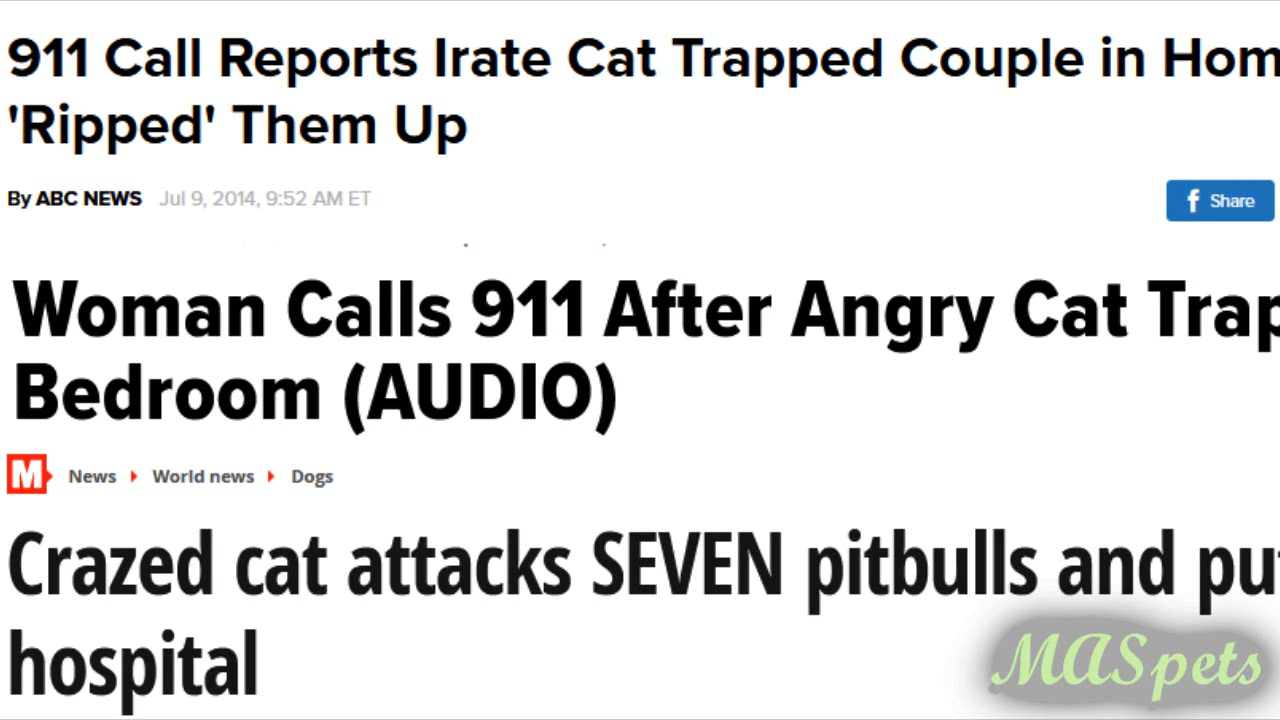 911 Call Reports Irate Cat Trapped Couple in Hom
'Ripped' Them Up
By ABC NEWS Jul 9, 2014, 9:52 AM ET
f Share
Woman Calls 911 After Angry Cat Trap
Bedroom (AUDIO)
M News World news Dogs
Crazed cat attacks SEVEN pitbulls and pu
hospital
MASpets